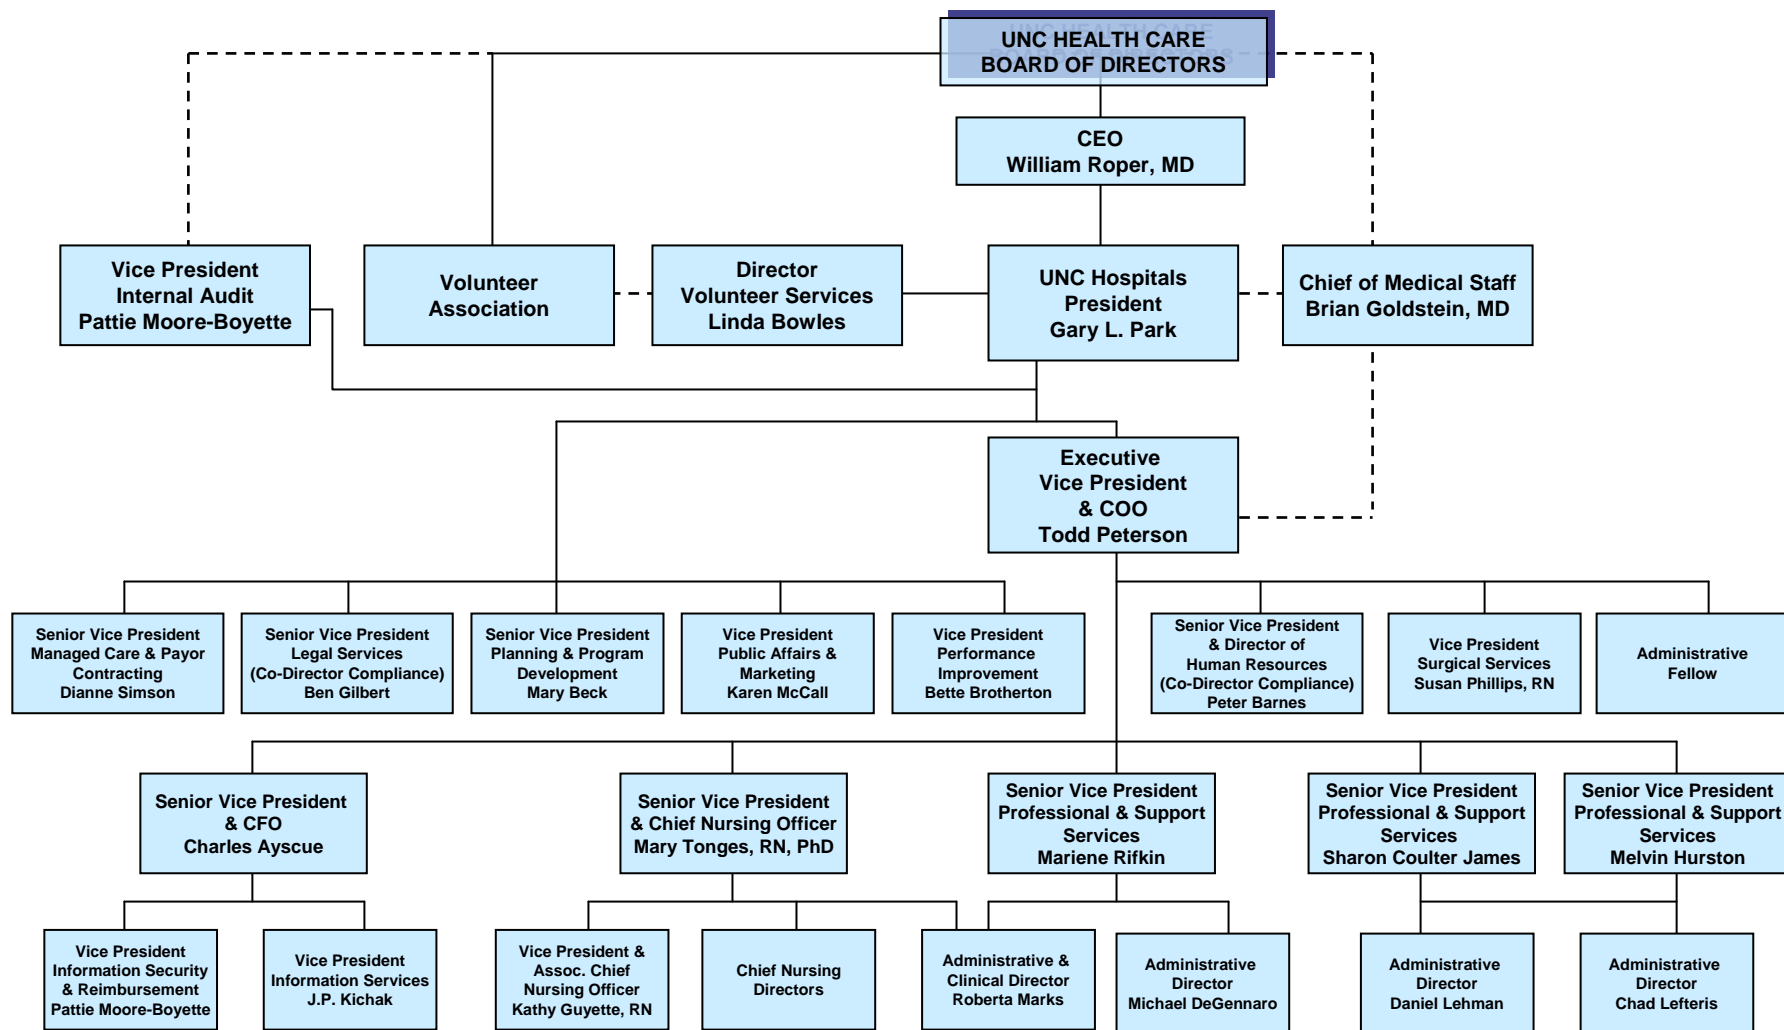 UNC HEALTH CARE
BOARD OF DIRECTORS
CEO
William Roper, MD
Vice President
Internal Audit
Pattie Moore-Boyette
Volunteer
Association
Director
Volunteer Services
Linda Bowles
UNC Hospitals
President
Gary L. Park
Chief of Medical Staff
Brian Goldstein, MD
Executive
Vice President
& COO
Todd Peterson
Senior Vice President
Managed Care & Payor
Contracting
Dianne Simson
Senior Vice President
Legal Services
(Co-Director Compliance)
Ben Gilbert
Senior Vice President
Planning & Program
Development
Mary Beck
Vice President
Public Affairs &
Marketing
Karen McCall
Vice President
Performance
Improvement
Bette Brotherton
Senior Vice President
& Director of
Human Resources
(Co-Director Compliance)
Peter Barnes
Vice President
Surgical Services
Susan Phillips, RN
Administrative
Fellow
Senior Vice President
& CFO
Charles Ayscue
Senior Vice President
& Chief Nursing Officer
Mary Tonges, RN, PhD
Senior Vice President
Professional & Support
Services
Mariene Rifkin
Senior Vice President
Professional & Support
Services
Sharon Coulter James
Senior Vice President
Professional & Support
Services
Melvin Hurston
Vice President
Information Security
& Reimbursement
Pattie Moore-Boyette
Vice President
Information Services
J.P. Kichak
Vice President &
Assoc. Chief
Nursing Officer
Kathy Guyette, RN
Chief Nursing
Directors
Administrative &
Clinical Director
Roberta Marks
Administrative
Director
Michael DeGennaro
Administrative
Director
Daniel Lehman
Administrative
Director
Chad Lefteris